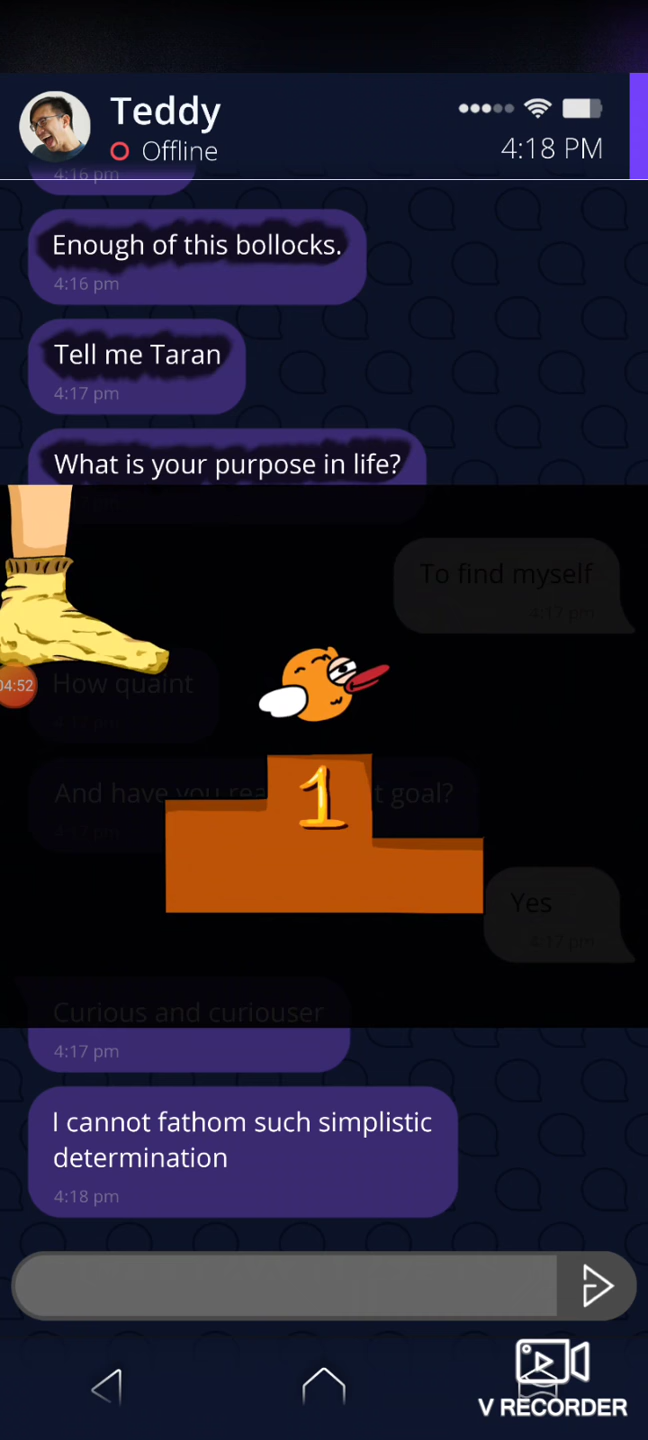 Teddy
Offline
4:18 PM
4:16 pm
Enough of this bollocks.
4:16 pm
Tell me Taran
4:17 pm
What is your purpose in life?
To find myself
4:17 pm
04:52
How quaint
4:17 pm
And have you rea t goal?
4:17 pm
1
Yes
4:17 pm
Curious and curiouser
4:17 pm
I cannot fathom such simplistic
determination
4:18 pm
V RECORDER